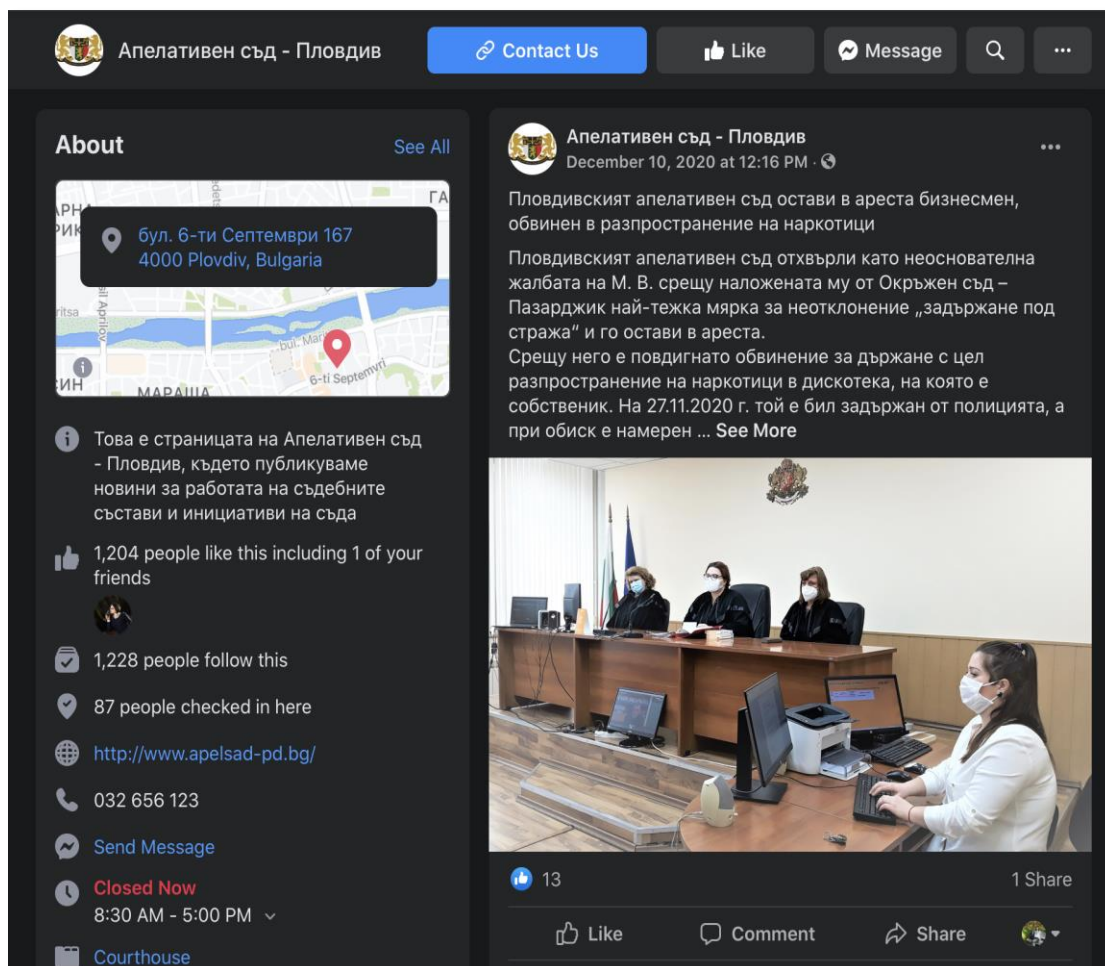 Апелативен съд - Пловдив
Contact Us
Like
Message
About
See All
ГА
бул. 6-ти Септември 167
4000 Plovdiv, Bulgaria
bul.
6-ti Septemvri
МАРАША
Това е страницата на Апелативен съд
- Пловдив, където публикуваме
новини за работата на съдебните
състави и инициативи на съда
1,204 people like this including 1 of your
friends
1,228 people follow this
87 people checked in here
http://www.apelsad-pd.bg/
032 656 123
Send Message
Closed Now
8:30 AM - 5:00 PM
Courthouse
Апелативен съд - Пловдив
December 10, 2020 at 12:16 PM ·
Пловдивският апелативен съд остави в ареста бизнесмен,
обвинен в разпространение на наркотици
Пловдивският апелативен съд отхвърли като неоснователна
жалбата на М. В. срещу наложената му от Окръжен съд –
Пазарджик най-тежка мярка за неотклонение „задържане под
стража“ и го остави в ареста.
Срещу него е повдигнато обвинение за държане с цел
разпространение на наркотици в дискотека, на която е
собственик. На 27.11.2020 г. той е бил задържан от полицията, а
при обиск е намерен ... See More
13
1 Share
Like
Comment
Share